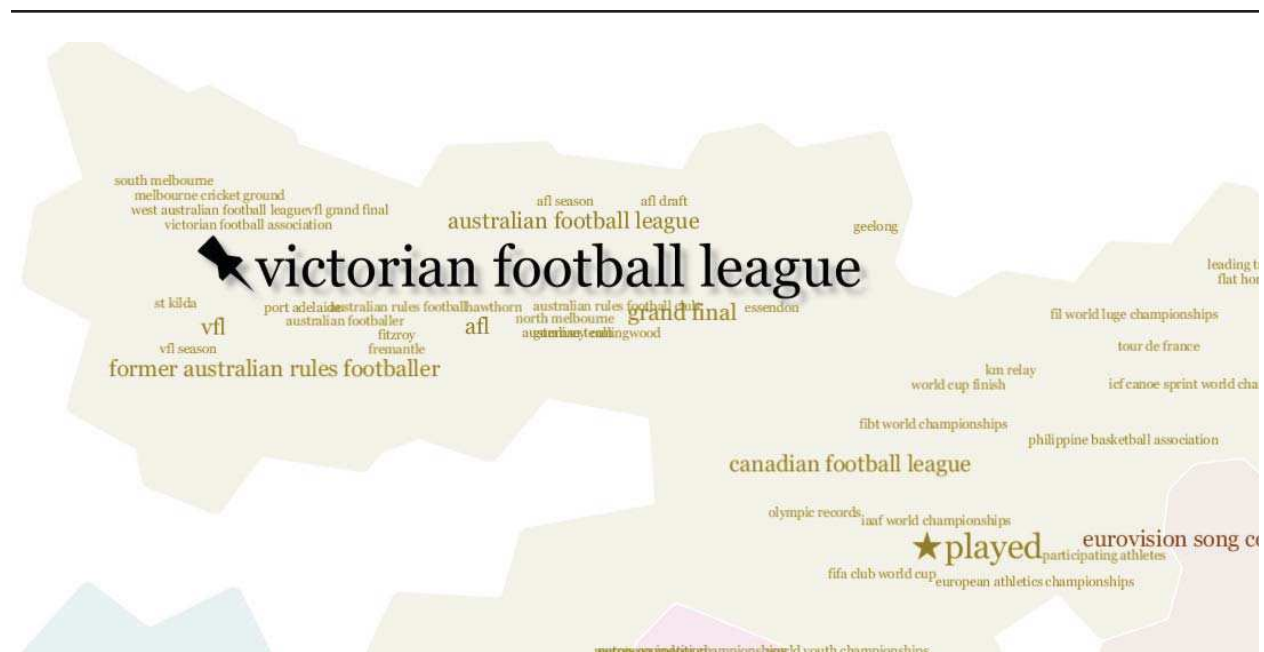 south melbourne
melbourne cricket ground
west australian football league
vfl grand final
victorian football association
afl season
afl draft
australian football league
geelong
victorian football league
leading
flat
st kilda
port adelaide
australian rules football
hawthorn
australian rules football club
essendon
grand final
fil world luge championships
vfl
australian footballer
afl
north melbourne
fitzroy
collingwood
vfl season
fremantle
tour de france
former australian rules footballer
km relay
world cup finish
icf canoe sprint world cha
fibt world championships
philippine basketball association
canadian football league
olympic records
iaaf world championships
played
eurovision song co
participating athletes
fifa club world cup
european athletics championships
world youth championships